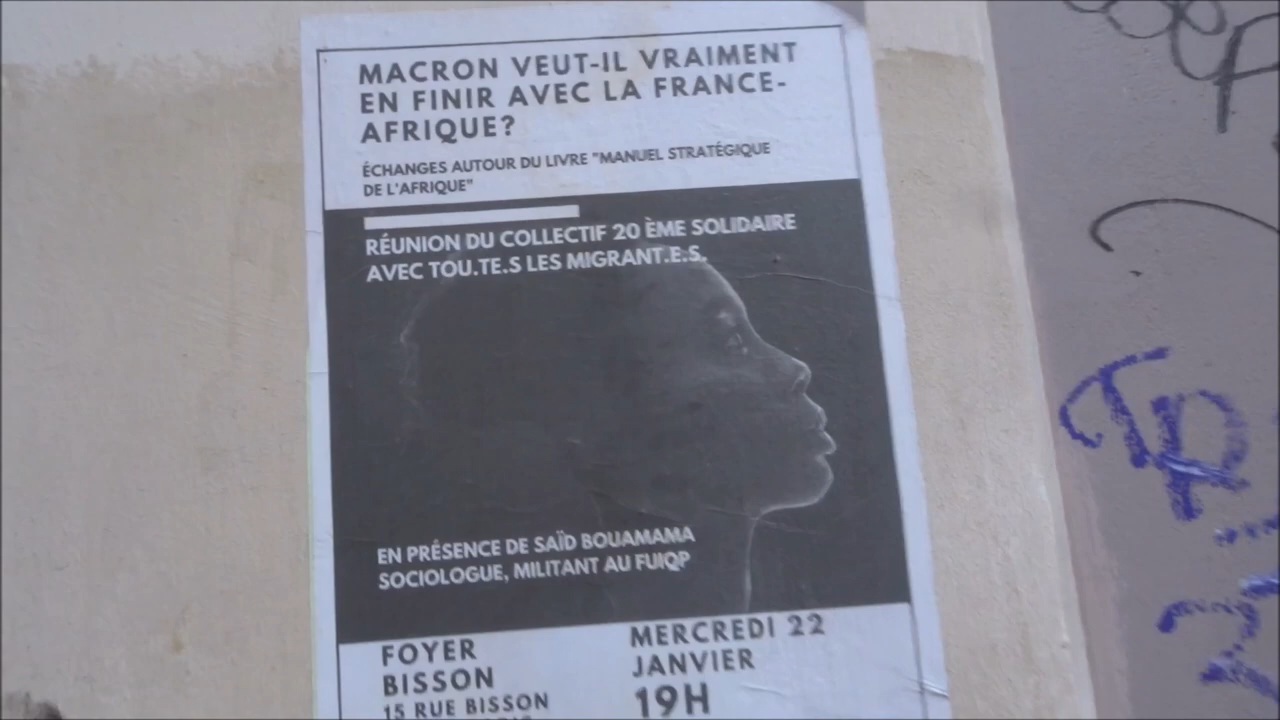 MACRON VEUT-IL VRAIMENT
EN FINIR AVEC LA FRANCE-
AFRIQUE?
ÉCHANGES AUTOUR DU LIVRE "MANUEL STRATÉGIQUE
DE L'AFRIQUE"
RÉUNION DU COLLECTIF 20 ÈME SOLIDAIRE
AVEC TOU.TE.S LES MIGRANT.E.S.
EN PRÉSENCE DE SAÏD BOUAMAMA
SOCIOLOGUE, MILITANT AU FUIQP
FOYER
BISSON
15 RUE BISSON
MERCREDI 22
JANVIER
19H